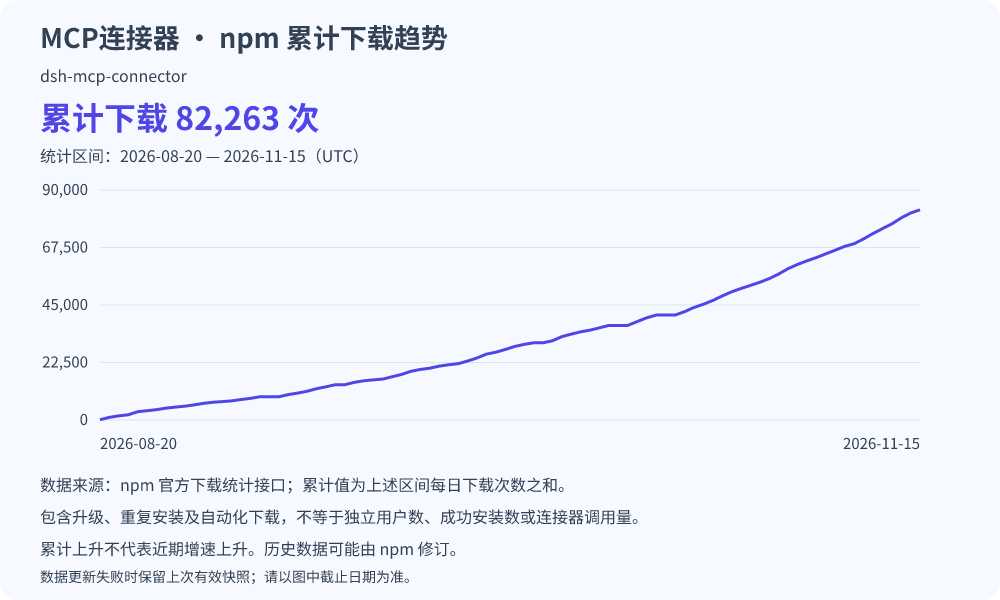 MCP连接器 · npm 累计下载趋势
dsh-mcp-connector
累计下载 82,263 次
统计区间：2026-08-20 — 2026-11-15（UTC）
90,000
67,500
45,000
22,500
0
2026-08-20 2026-11-15
数据来源：npm 官方下载统计接口；累计值为上述区间每日下载次数之和。
包含升级、重复安装及自动化下载，不等于独立用户数、成功安装数或连接器调用量。
累计上升不代表近期增速上升。历史数据可能由 npm 修订。
数据更新失败时保留上次有效快照；请以图中截止日期为准。